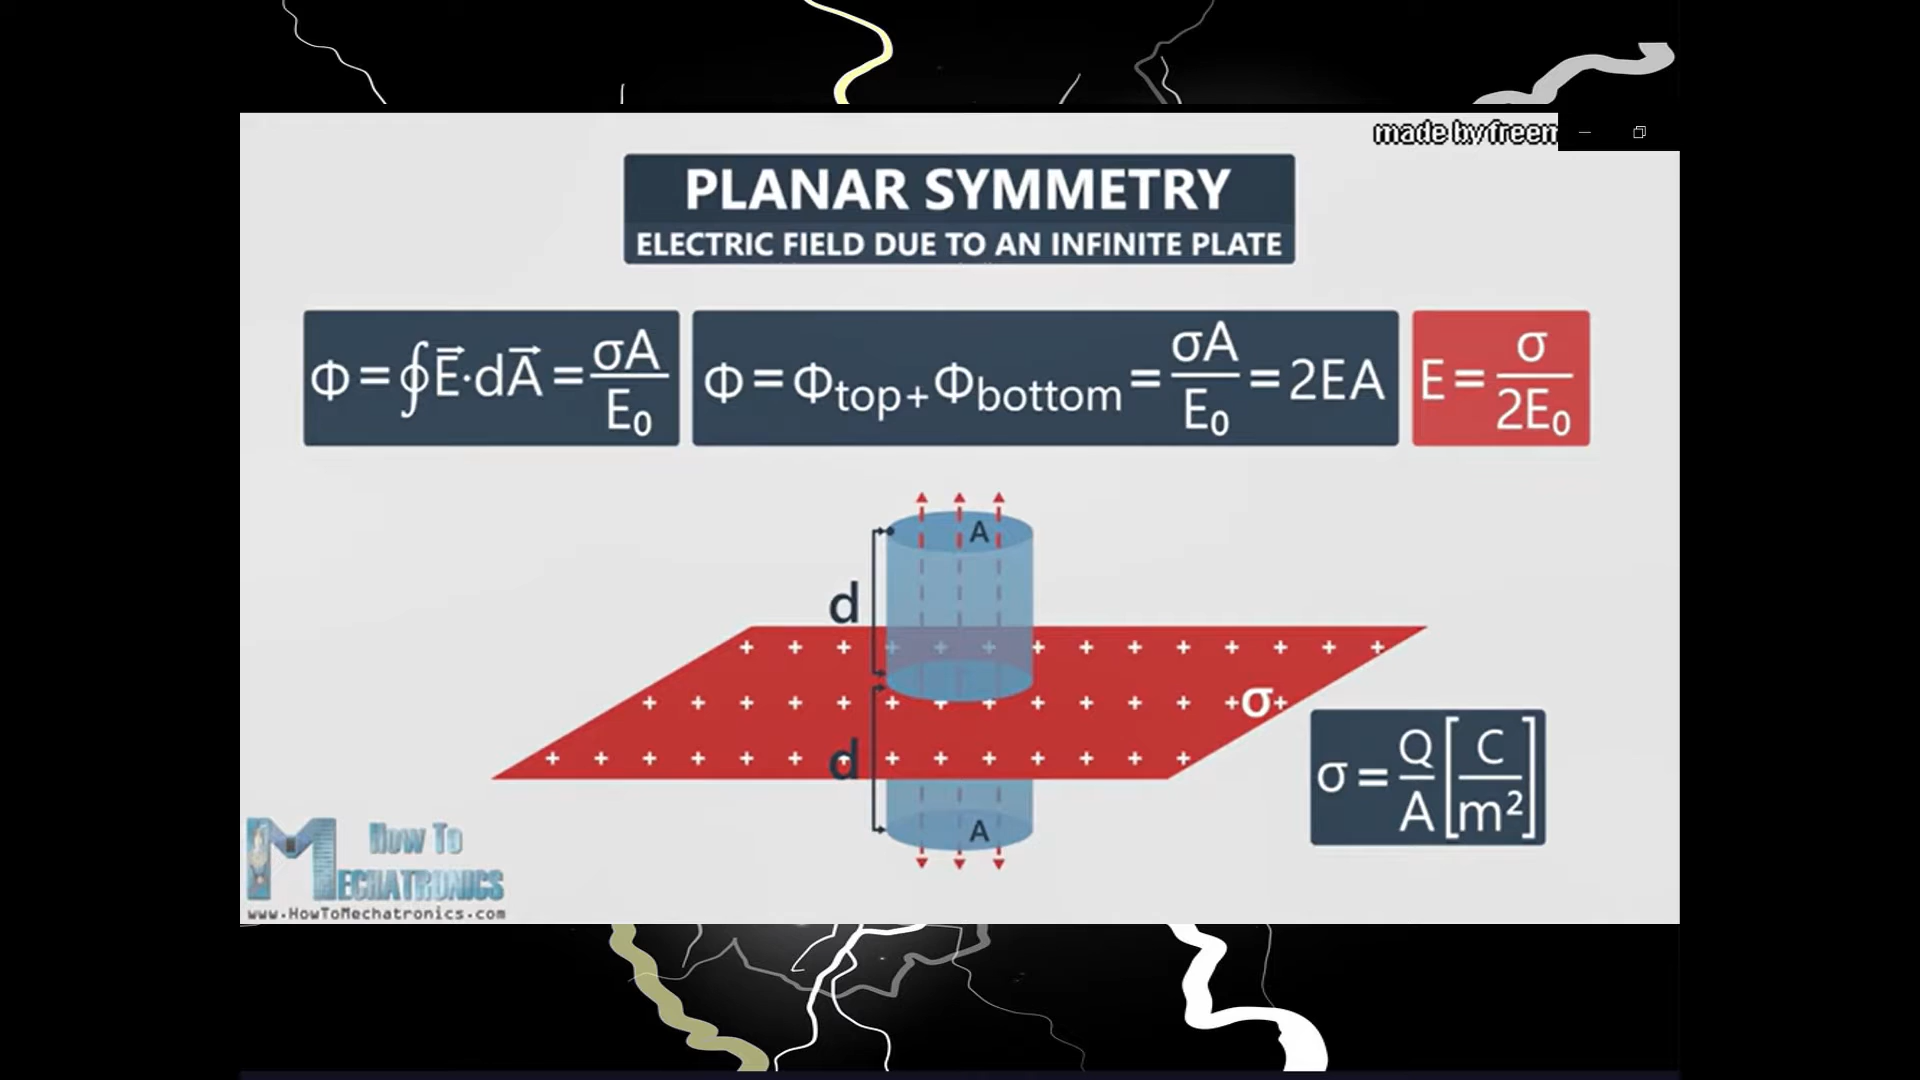 made by freem
PLANAR SYMMETRY
ELECTRIC FIELD DUE TO AN INFINITE PLATE
Φ = ∮E⃗·dA⃗ = σA/E₀
Φ = Φtop + Φbottom = σA/E₀ = 2EA
E = σ/2E₀
A
d
+ + + + + + + + + + + + + +
+ + + + + + + + + + + + + σ +
+ + + + + + + + + + + + + +
d
A
σ = Q/A [C/m²]
How To
MECHATRONICS
www.HowToMechatronics.com